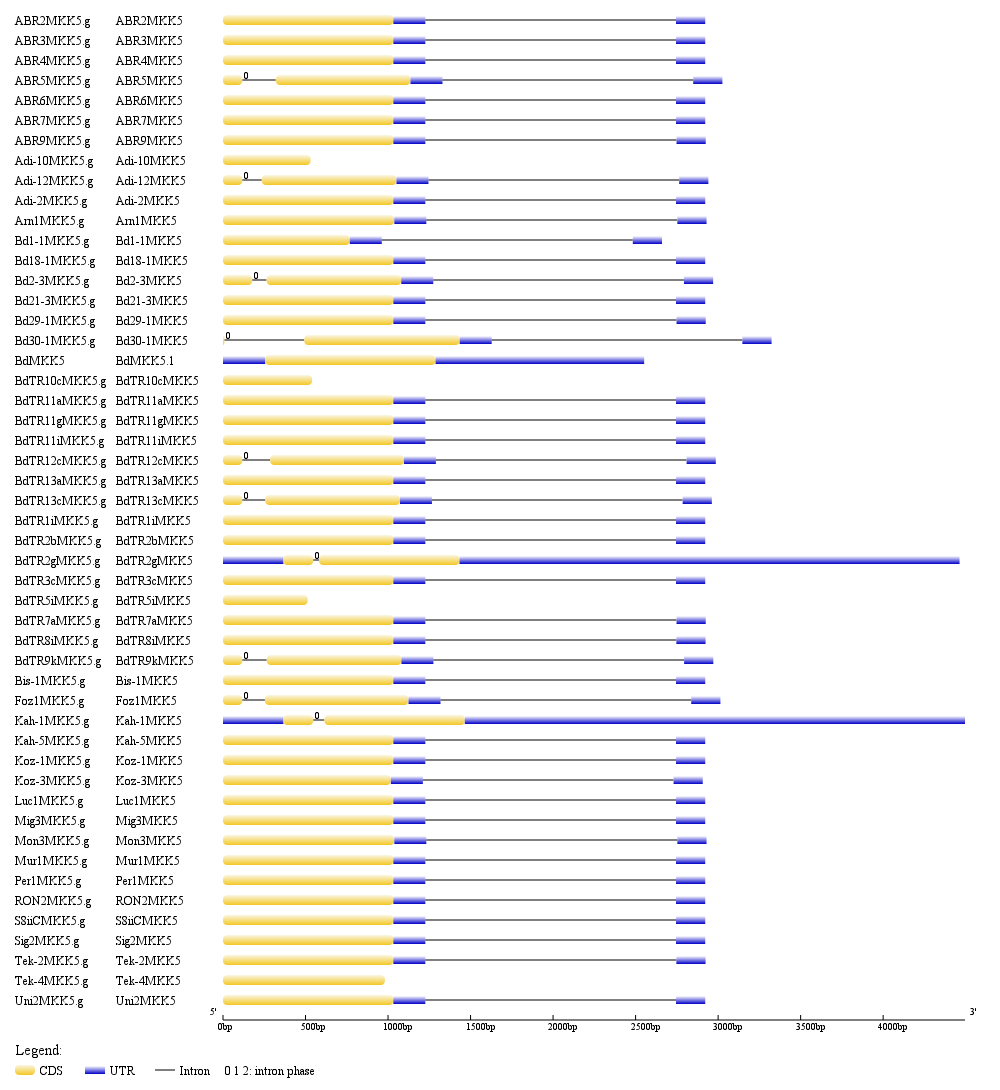 ABR2MKK5.g ABR2MKK5
ABR3MKK5.g ABR3MKK5
ABR4MKK5.g ABR4MKK5
ABR5MKK5.g ABR5MKK5 0
ABR6MKK5.g ABR6MKK5
ABR7MKK5.g ABR7MKK5
ABR9MKK5.g ABR9MKK5
Adi-10MKK5.g Adi-10MKK5
Adi-12MKK5.g Adi-12MKK5 0
Adi-2MKK5.g Adi-2MKK5
Arn1MKK5.g Arn1MKK5
Bd1-1MKK5.g Bd1-1MKK5
Bd18-1MKK5.g Bd18-1MKK5
Bd2-3MKK5.g Bd2-3MKK5 0
Bd21-3MKK5.g Bd21-3MKK5
Bd29-1MKK5.g Bd29-1MKK5
Bd30-1MKK5.g Bd30-1MKK5 0
BdMKK5 BdMKK5.1
BdTR10cMKK5.g BdTR10cMKK5
BdTR11aMKK5.g BdTR11aMKK5
BdTR11gMKK5.g BdTR11gMKK5
BdTR11iMKK5.g BdTR11iMKK5
BdTR12cMKK5.g BdTR12cMKK5 0
BdTR13aMKK5.g BdTR13aMKK5
BdTR13cMKK5.g BdTR13cMKK5 0
BdTR1iMKK5.g BdTR1iMKK5
BdTR2bMKK5.g BdTR2bMKK5
BdTR2gMKK5.g BdTR2gMKK5 0
BdTR3cMKK5.g BdTR3cMKK5
BdTR5iMKK5.g BdTR5iMKK5
BdTR7aMKK5.g BdTR7aMKK5
BdTR8iMKK5.g BdTR8iMKK5
BdTR9kMKK5.g BdTR9kMKK5 0
Bis-1MKK5.g Bis-1MKK5
Foz1MKK5.g Foz1MKK5 0
Kah-1MKK5.g Kah-1MKK5 0
Kah-5MKK5.g Kah-5MKK5
Koz-1MKK5.g Koz-1MKK5
Koz-3MKK5.g Koz-3MKK5
Luc1MKK5.g Luc1MKK5
Mig3MKK5.g Mig3MKK5
Mon3MKK5.g Mon3MKK5
Mur1MKK5.g Mur1MKK5
Per1MKK5.g Per1MKK5
RON2MKK5.g RON2MKK5
S8iiCMKK5.g S8iiCMKK5
Sig2MKK5.g Sig2MKK5
Tek-2MKK5.g Tek-2MKK5
Tek-4MKK5.g Tek-4MKK5
Uni2MKK5.g Uni2MKK5
5' 3'
0bp 500bp 1000bp 1500bp 2000bp 2500bp 3000bp 3500bp 4000bp
Legend:
CDS UTR Intron 0 1 2: intron phase